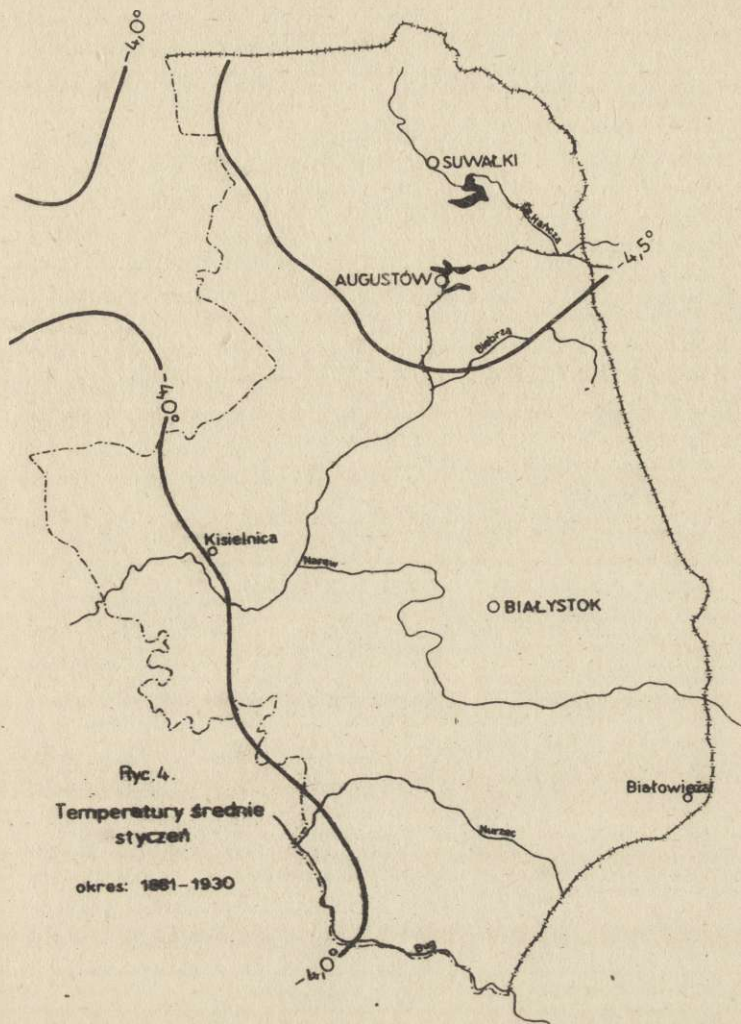 -4,0°
SUWAŁKI
Cz. Hańcza
-4,5°
AUGUSTÓW
Biebrza
-4,0°
Kisielnica
Narew
BIAŁYSTOK
Ryc. 4.
Temperatury średnie
styczeń
okres: 1881-1930
Białowieża
Nurzec
Bug
-4,0°